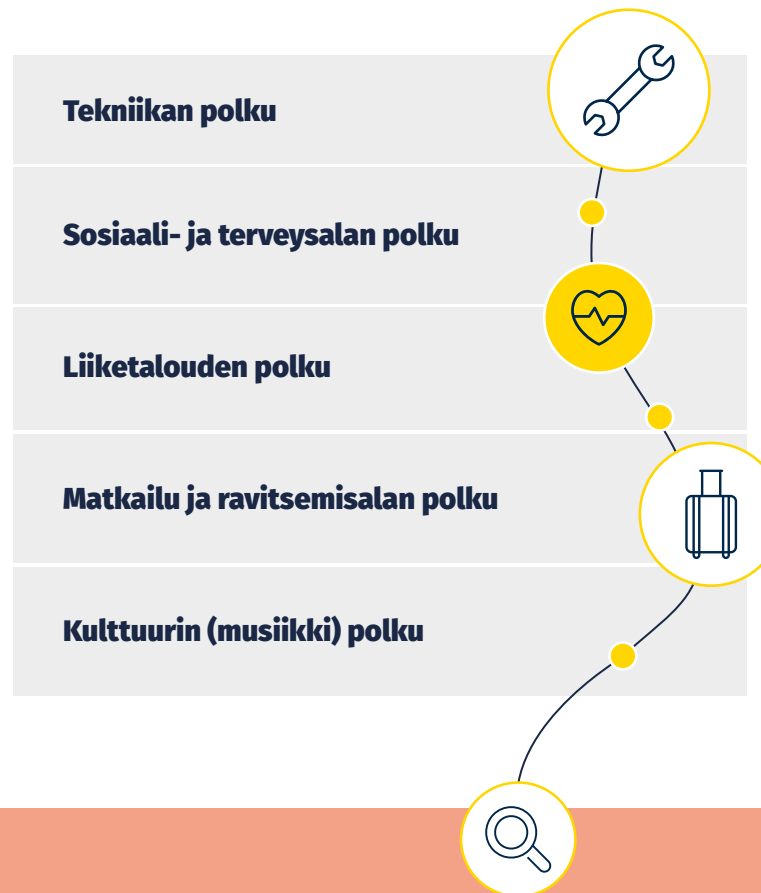 Tekniikan polku
Sosiaali- ja terveysalan polku
Liiketalouden polku
Matkailu ja ravitsemisalan polku
Kulttuurin (musiikki) polku